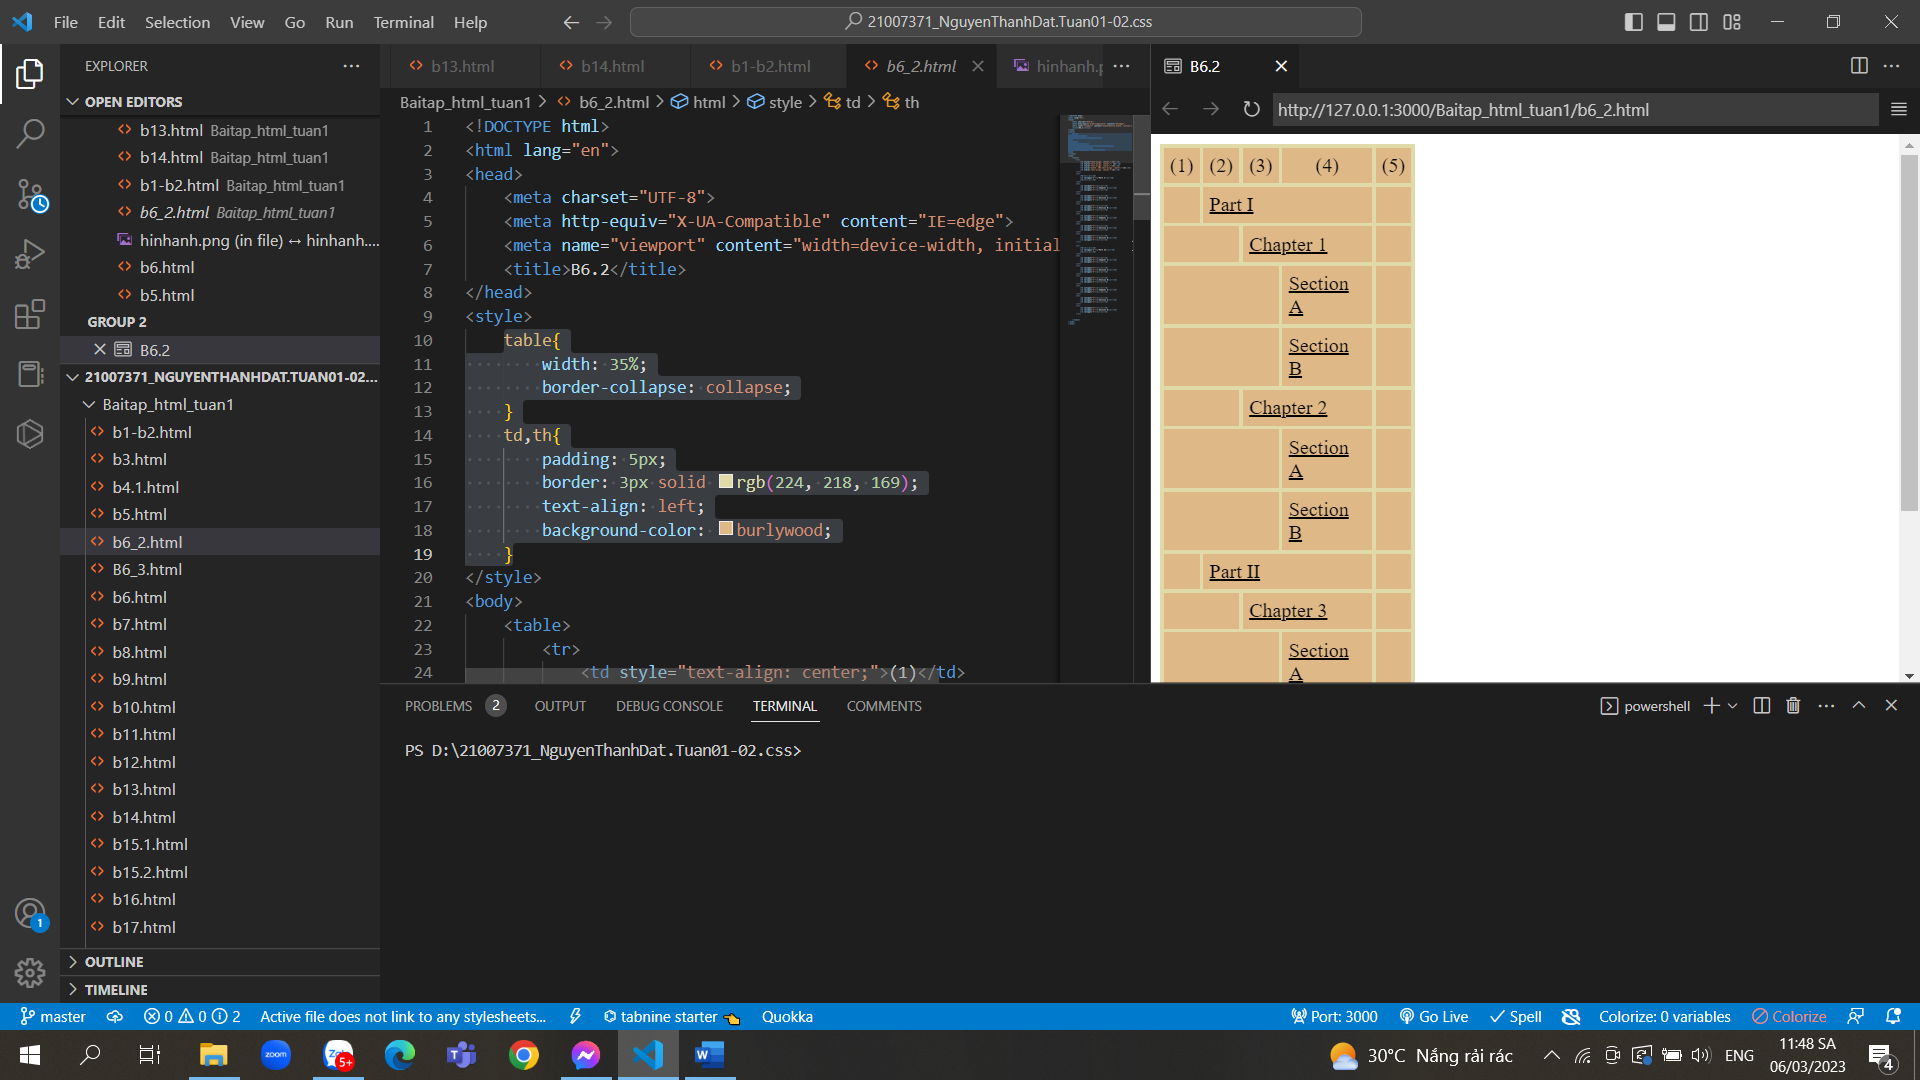 File Edit Selection View Go Run Terminal Help
21007371_NguyenThanhDat.Tuan01-02.css
EXPLORER
OPEN EDITORS
b13.html Baitap_html_tuan1
b14.html Baitap_html_tuan1
b1-b2.html Baitap_html_tuan1
b6_2.html Baitap_html_tuan1
hinhanh.png (in file) ↔ hinhanh....
b6.html
b5.html
GROUP 2
B6.2
21007371_NGUYENTHANHDAT.TUAN01-02...
Baitap_html_tuan1
b1-b2.html
b3.html
b4.1.html
b5.html
b6_2.html
B6_3.html
b6.html
b7.html
b8.html
b9.html
b10.html
b11.html
b12.html
b13.html
b14.html
b15.1.html
b15.2.html
b16.html
b17.html
OUTLINE
TIMELINE
b13.html b14.html b1-b2.html b6_2.html hinhanh.p
Baitap_html_tuan1 > b6_2.html > html > style > td > th
1 <!DOCTYPE html>
2 <html lang="en">
3 <head>
4 <meta charset="UTF-8">
5 <meta http-equiv="X-UA-Compatible" content="IE=edge">
6 <meta name="viewport" content="width=device-width, initial
7 <title>B6.2</title>
8 </head>
9 <style>
10 table{
11 width: 35%;
12 border-collapse: collapse;
13 }
14 td,th{
15 padding: 5px;
16 border: 3px solid rgb(224, 218, 169);
17 text-align: left;
18 background-color: burlywood;
19 }
20 </style>
21 <body>
22 <table>
23 <tr>
24 <td style="text-align: center;">(1)</td>
B6.2
http://127.0.0.1:3000/Baitap_html_tuan1/b6_2.html
(1) (2) (3) (4) (5)
Part I
Chapter 1
Section
A
Section
B
Chapter 2
Section
A
Section
B
Part II
Chapter 3
Section
A
PROBLEMS 2 OUTPUT DEBUG CONSOLE TERMINAL COMMENTS
powershell
PS D:\21007371_NguyenThanhDat.Tuan01-02.css>
1
master 0 0 2 Active file does not link to any stylesheets... tabnine starter Quokka
Port: 3000 Go Live Spell Colorize: 0 variables Colorize
zoom
Za 5+
30°C Nắng rải rác
ENG
11:48 SA
06/03/2023
4